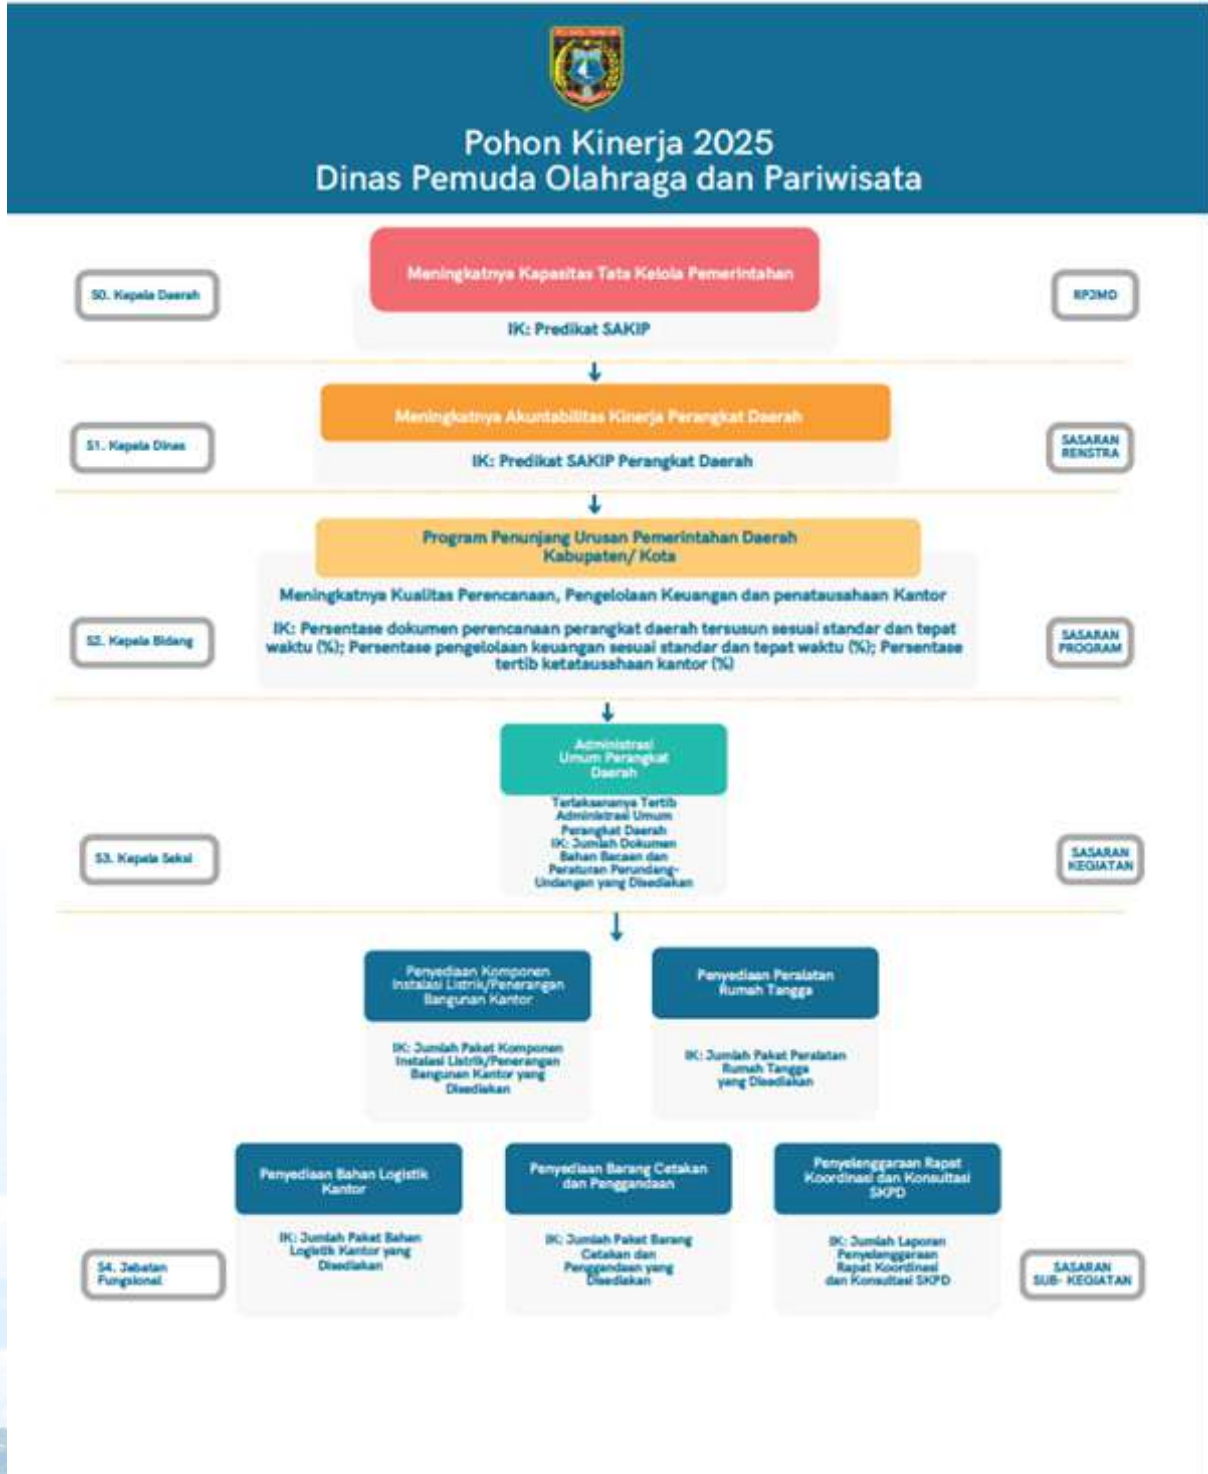 Pohon Kinerja 2025
Dinas Pemuda Olahraga dan Pariwisata
S0. Kepala Daerah
Meningkatnya Kapasitas Tata Kelola Pemerintahan
IK: Predikat SAKIP
RPJMD
S1. Kepala Dinas
Meningkatnya Akuntabilitas Kinerja Perangkat Daerah
IK: Predikat SAKIP Perangkat Daerah
SASARAN
RENSTRA
S2. Kepala Bidang
Program Penunjang Urusan Pemerintahan Daerah
Kabupaten/ Kota
Meningkatnya Kualitas Perencanaan, Pengelolaan Keuangan dan penatausahaan Kantor
IK: Persentase dokumen perencanaan perangkat daerah tersusun sesuai standar dan tepat
waktu (%); Persentase pengelolaan keuangan sesuai standar dan tepat waktu (%); Persentase
tertib ketatausahaan kantor (%)
SASARAN
PROGRAM
S3. Kepala Seksi
Administrasi
Umum Perangkat
Daerah
Terlaksananya Tertib
Administrasi Umum
Perangkat Daerah
IK: Jumlah Dokumen
Bahan Bacaan dan
Peraturan Perundang-
Undangan yang Disediakan
SASARAN
KEGIATAN
Penyediaan Komponen
Instalasi Listrik/Penerangan
Bangunan Kantor
IK: Jumlah Paket Komponen
Instalasi Listrik/Penerangan
Bangunan Kantor yang
Disediakan
Penyediaan Peralatan
Rumah Tangga
IK: Jumlah Paket Peralatan
Rumah Tangga
yang Disediakan
S4. Jabatan
Fungsional
Penyediaan Bahan Logistik
Kantor
IK: Jumlah Paket Bahan
Logistik Kantor yang
Disediakan
Penyediaan Barang Cetakan
dan Penggandaan
IK: Jumlah Paket Barang
Cetakan dan
Penggandaan yang
Disediakan
Penyelenggaraan Rapat
Koordinasi dan Konsultasi
SKPD
IK: Jumlah Laporan
Penyelenggaraan
Rapat Koordinasi
dan Konsultasi SKPD
SASARAN
SUB- KEGIATAN